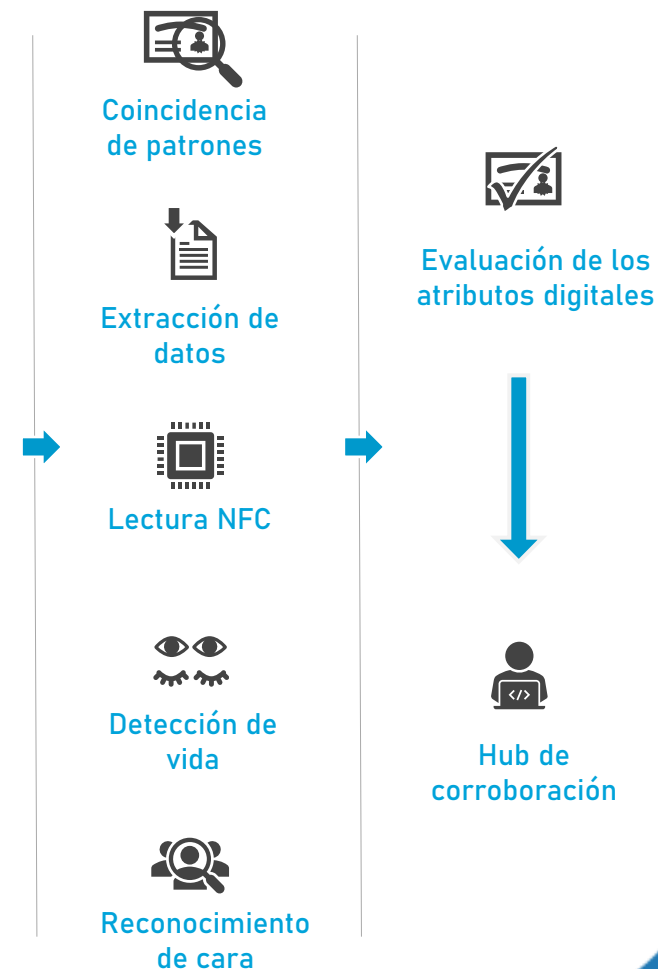 Coincidencia
de patrones
Extracción de
datos
Lectura NFC
Detección de
vida
Reconocimiento
de cara
Evaluación de los
atributos digitales
</>
Hub de
corroboración